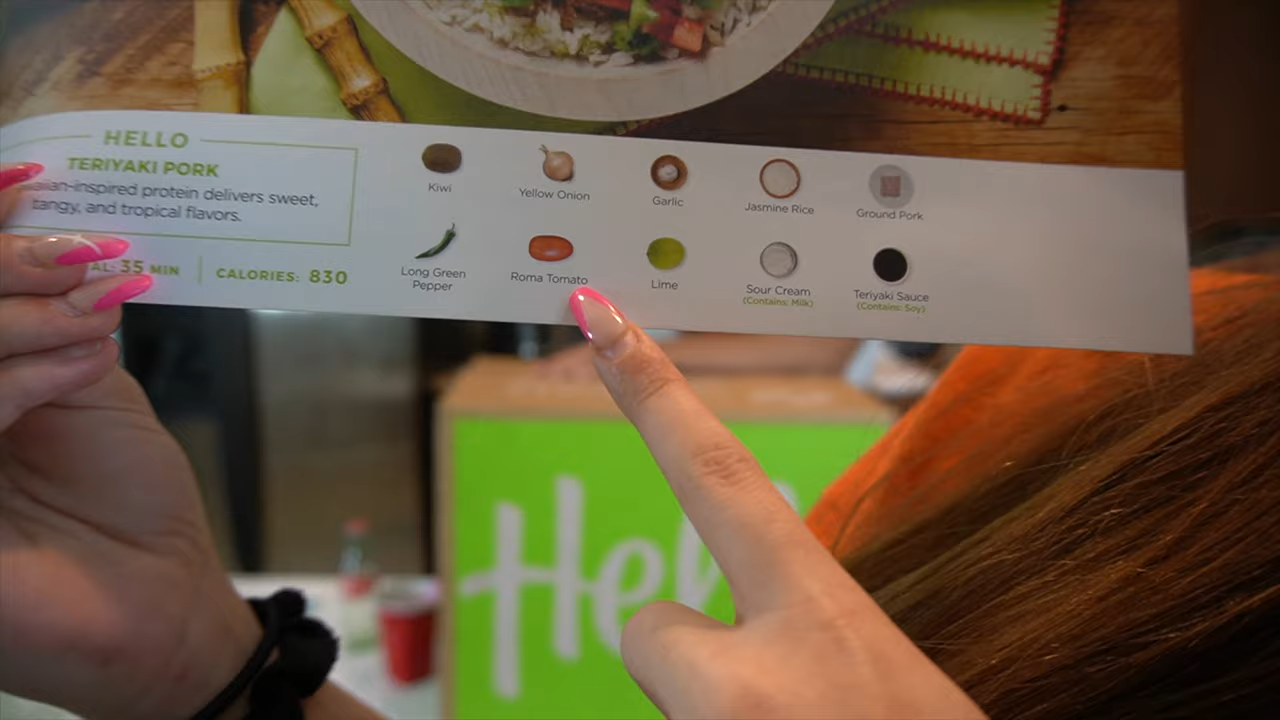 HELLO
TERIYAKI PORK
-inspired protein delivers sweet,
tangy, and tropical flavors.
35 MIN
CALORIES: 830
Kiwi
Yellow Onion
Garlic
Jasmine Rice
Ground Pork
Long Green
Pepper
Roma Tomato
Lime
Sour Cream
(Contains: Milk)
Teriyaki Sauce
(Contains: Soy)
Hel